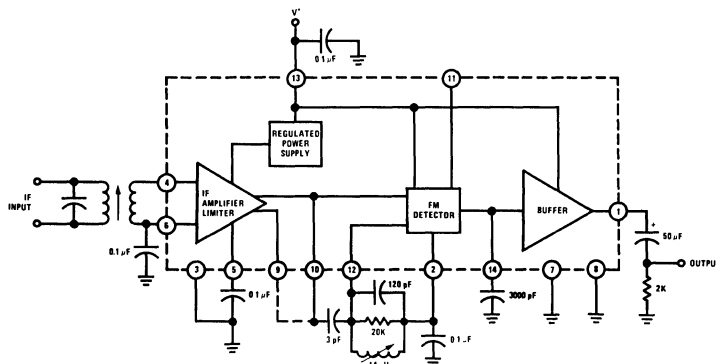 V+
0.1 μF
13
11
REGULATED
POWER
SUPPLY
4
IF
INPUT
6
IF
AMPLIFIER
LIMITER
FM
DETECTOR
BUFFER
1
+
50 μF
0.1 μF
3
5
9
10
12
2
14
7
8
OUTPUT
0.1 μF
120 pF
3 pF
20K
0.1
3000 pF
2K